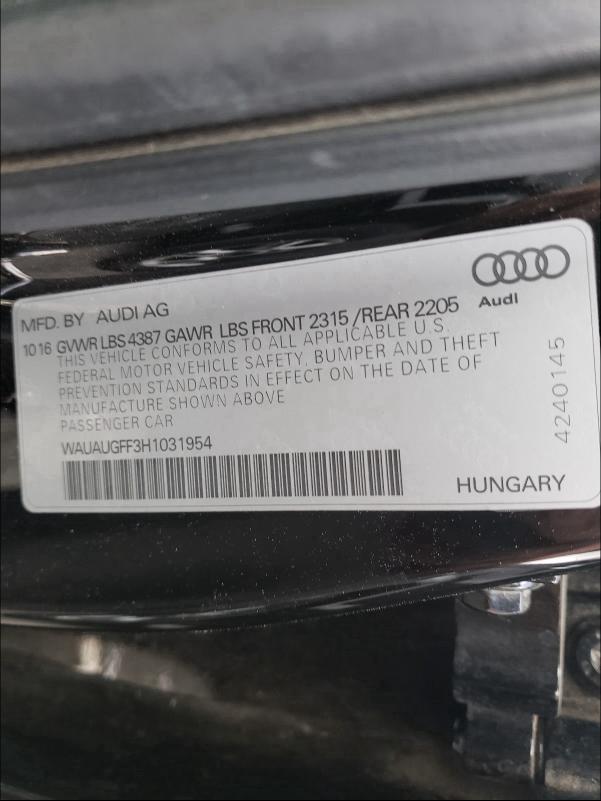 MFD. BY AUDI AG
Audi
1016 GVWR LBS 4387 GAWR LBS FRONT 2315 /REAR 2205
THIS VEHICLE CONFORMS TO ALL APPLICABLE U.S.
FEDERAL MOTOR VEHICLE SAFETY, BUMPER AND THEFT
PREVENTION STANDARDS IN EFFECT ON THE DATE OF
MANUFACTURE SHOWN ABOVE
PASSENGER CAR
WAUAUGFF3H1031954
HUNGARY
4240145